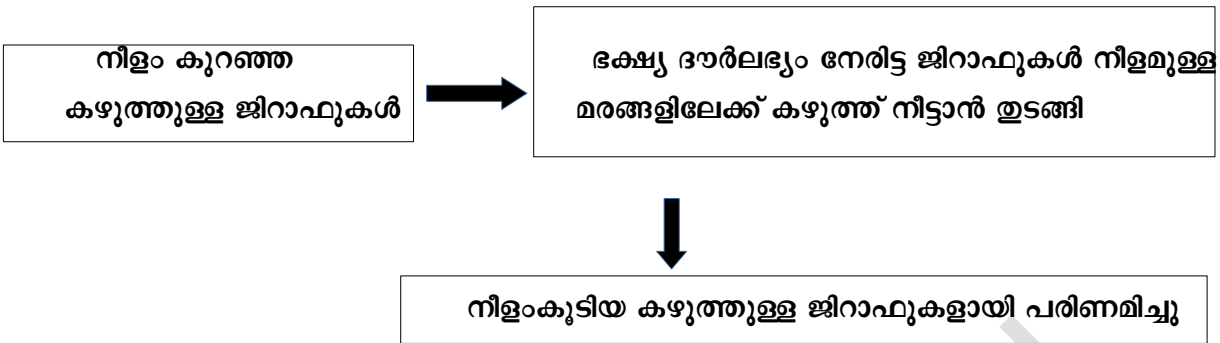 നീളം കുറഞ്ഞ
കഴുത്തുള്ള ജിറാഫുകൾ
ഭക്ഷ്യ ദൗർലഭ്യം നേരിട്ട ജിറാഫുകൾ നീളമുള്ള
മരങ്ങളിലേക്ക് കഴുത്ത് നീട്ടാൻ തുടങ്ങി
നീളംകൂടിയ കഴുത്തുള്ള ജിറാഫുകളായി പരിണമിച്ചു